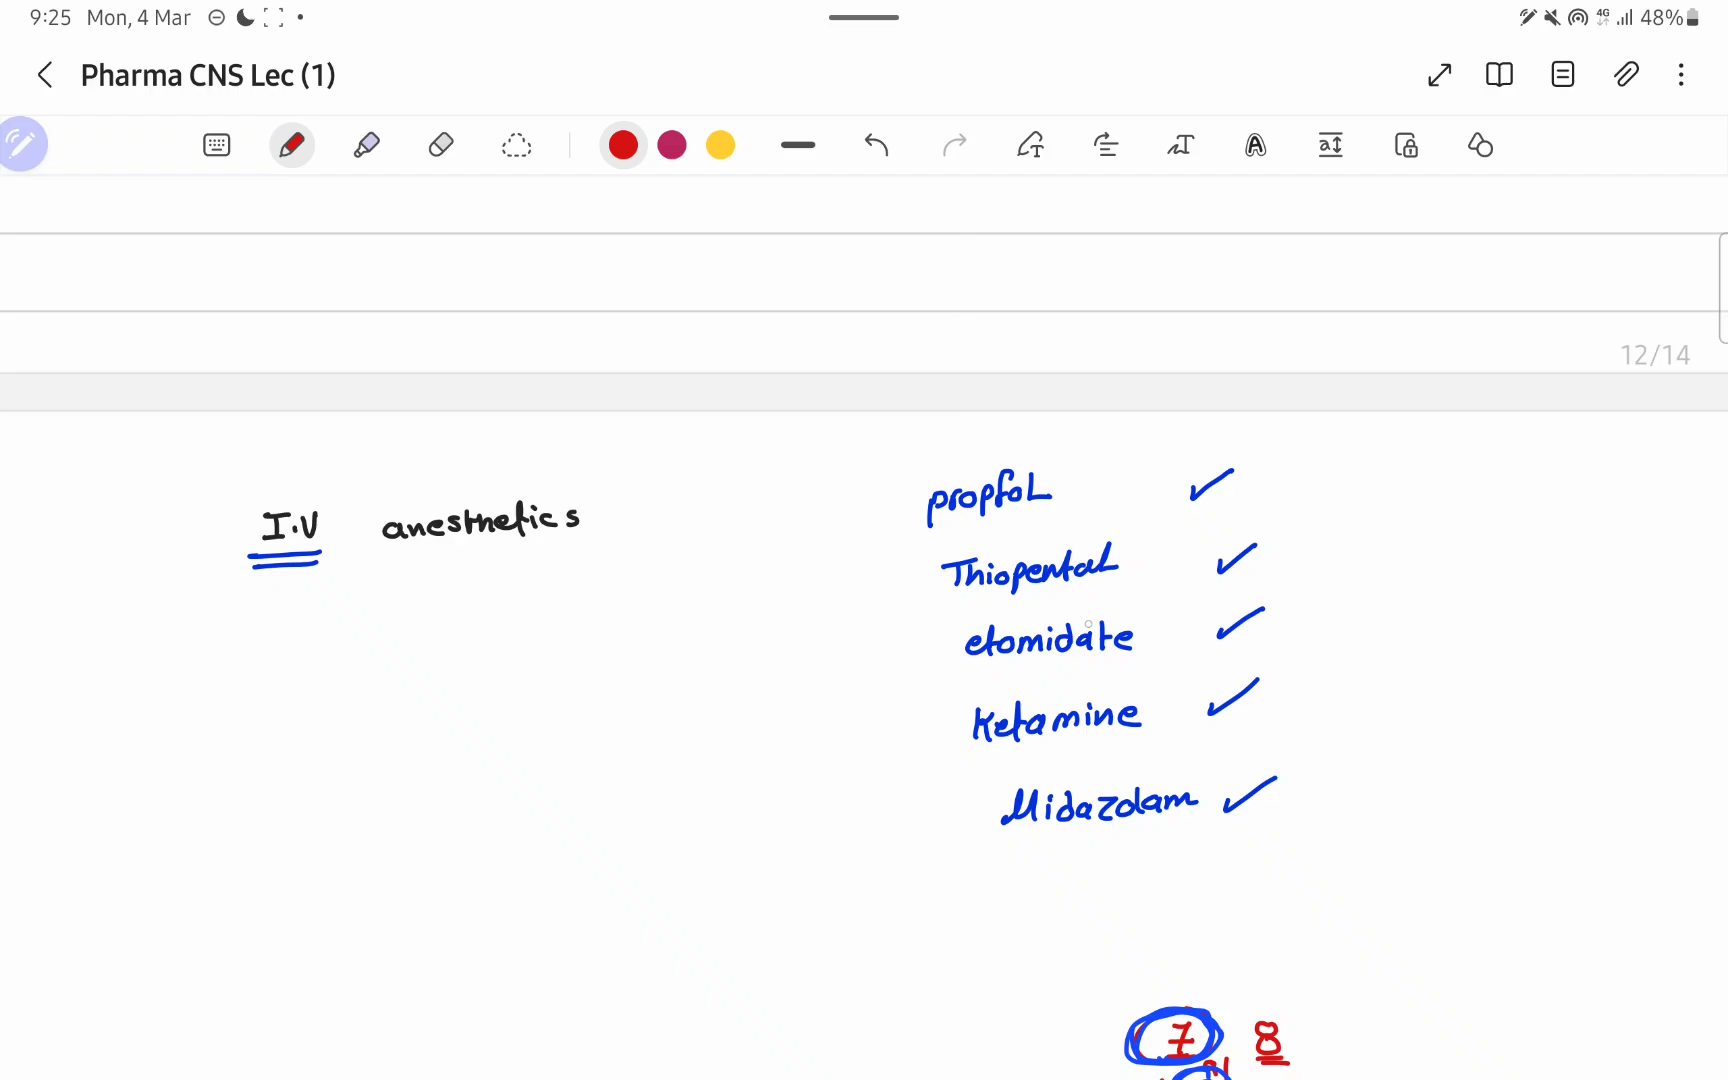 9:25 Mon, 4 Mar
4G 48%
Pharma CNS Lec (1)
12/14
I.V anesthetics
propfol ✓
Thiopental ✓
etomidate ✓
Ketamine ✓
Midazolam ✓
7 8